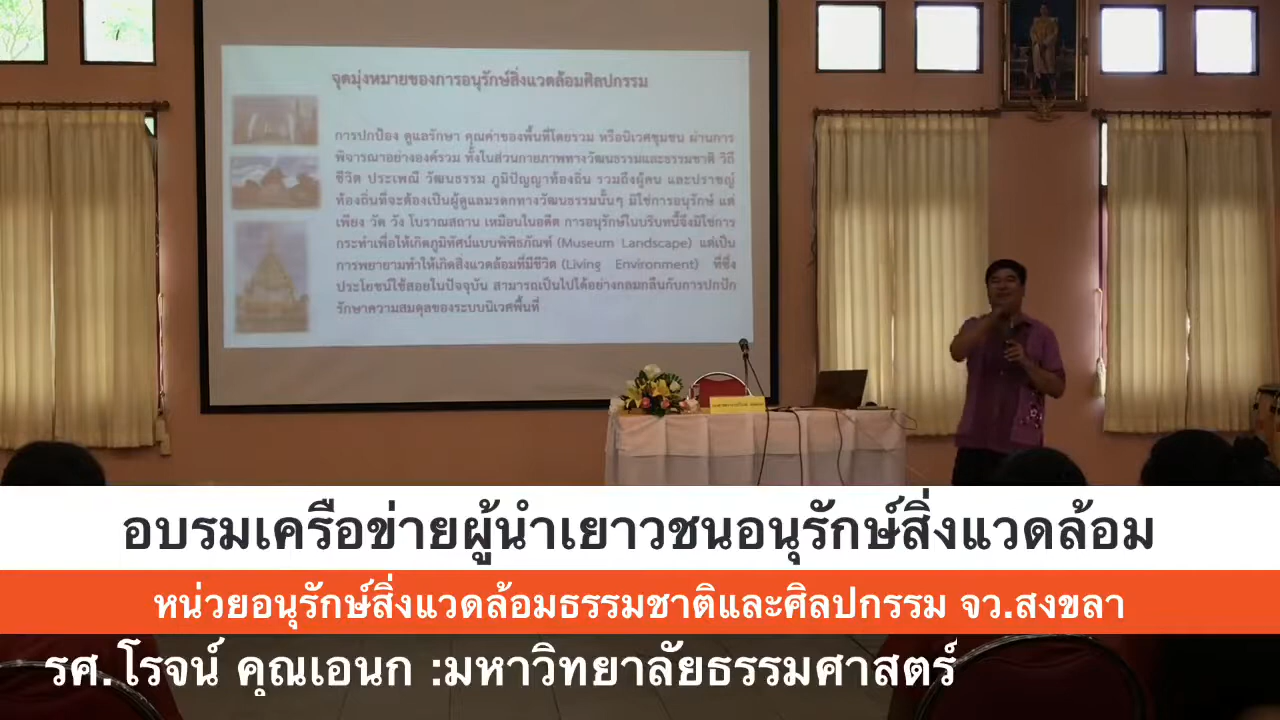 จุดมุ่งหมายของการอนุรักษ์สิ่งแวดล้อมศิลปกรรม
การปกป้อง ดูแลรักษา คุณค่าของพื้นที่โดยรวม หรือนิเวศชุมชน ผ่านการ
พิจารณาอย่างองค์รวม ทั้งในส่วนกายภาพทางวัฒนธรรมและธรรมชาติ วิถี
ชีวิต ประเพณี วัฒนธรรม ภูมิปัญญาท้องถิ่น รวมถึงผู้คน และปราชญ์
ท้องถิ่นที่จะต้องเป็นผู้ดูแลมรดกทางวัฒนธรรมนั้นๆ มิใช่การอนุรักษ์ แต่
เพียง วัด วัง โบราณสถาน เหมือนในอดีต การอนุรักษ์ในบริบทนี้จึงมิใช่การ
กระทำเพื่อให้เกิดภูมิทัศน์แบบพิพิธภัณฑ์ (Museum Landscape) แต่เป็น
การพยายามทำให้เกิดสิ่งแวดล้อมที่มีชีวิต (Living Environment) ที่ซึ่ง
ประโยชน์ใช้สอยในปัจจุบัน สามารถเป็นไปได้อย่างกลมกลืนกับการปกปัก
รักษาความสมดุลของระบบนิเวศพื้นที่
อบรมเครือข่ายผู้นำเยาวชนอนุรักษ์สิ่งแวดล้อม
หน่วยอนุรักษ์สิ่งแวดล้อมธรรมชาติและศิลปกรรม จว.สงขลา
รศ.โรจน์ คุณเอนก :มหาวิทยาลัยธรรมศาสตร์